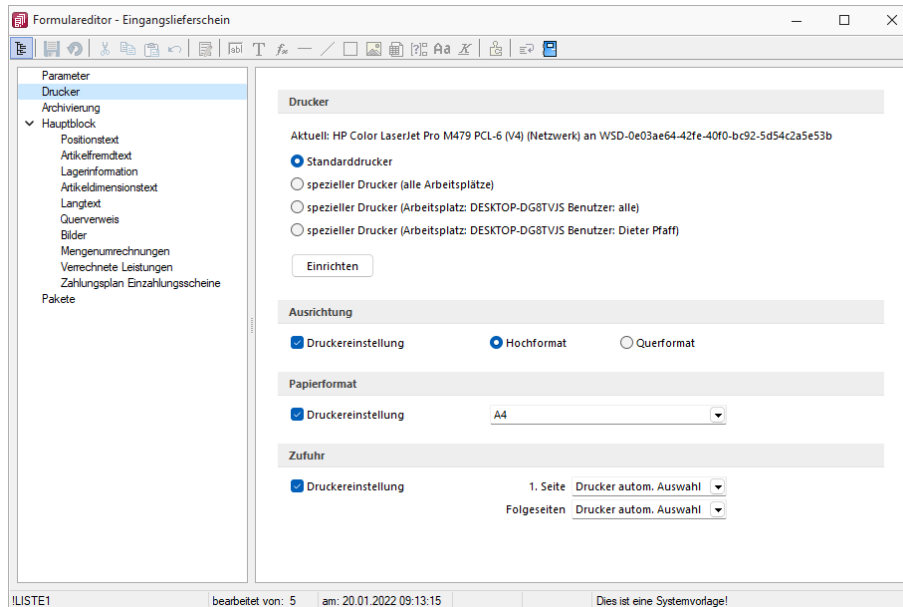 Formulareditor - Eingangslieferschein
Parameter
Drucker
Archivierung
Hauptblock
Positionstext
Artikelfremdtext
Lagerinformation
Artikeldimensionstext
Langtext
Querverweis
Bilder
Mengenumrechnungen
Verrechnete Leistungen
Zahlungsplan Einzahlungsscheine
Pakete
Drucker
Aktuell: HP Color LaserJet Pro M479 PCL-6 (V4) (Netzwerk) an WSD-0e03ae64-42fe-40f0-bc92-5d54c2a5e53b
Standarddrucker
spezieller Drucker (alle Arbeitsplätze)
spezieller Drucker (Arbeitsplatz: DESKTOP-DG8TVJS Benutzer: alle)
spezieller Drucker (Arbeitsplatz: DESKTOP-DG8TVJS Benutzer: Dieter Pfaff)
Einrichten
Ausrichtung
Druckereinstellung Hochformat Querformat
Papierformat
Druckereinstellung A4
Zufuhr
Druckereinstellung 1. Seite Drucker autom. Auswahl
Folgeseiten Drucker autom. Auswahl
!LISTE1 bearbeitet von: 5 am: 20.01.2022 09:13:15 Dies ist eine Systemvorlage!